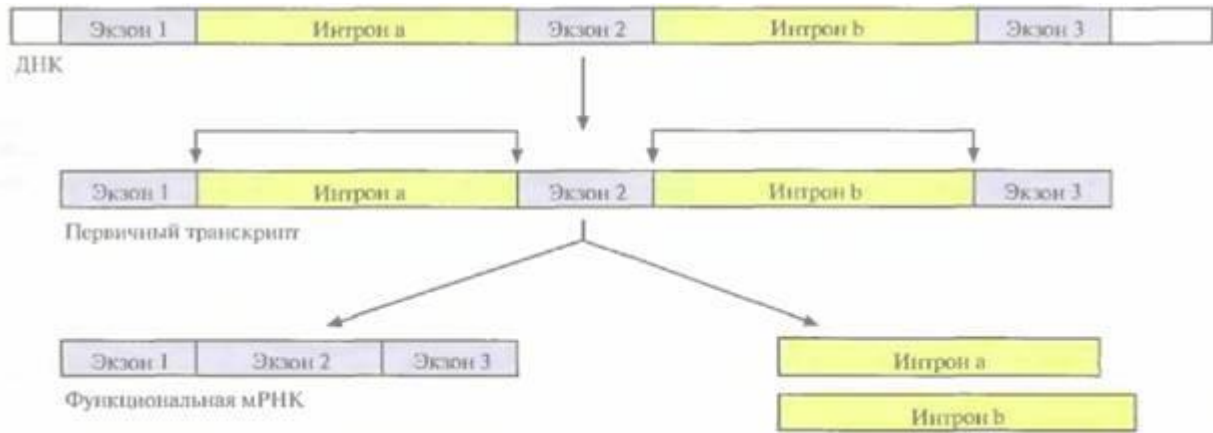 Экзон 1 Интрон a Экзон 2 Интрон b Экзон 3
ДНК
Экзон 1 Интрон a Экзон 2 Интрон b Экзон 3
Первичный транскрипт
Экзон 1 Экзон 2 Экзон 3
Функциональная мРНК
Интрон a
Интрон b